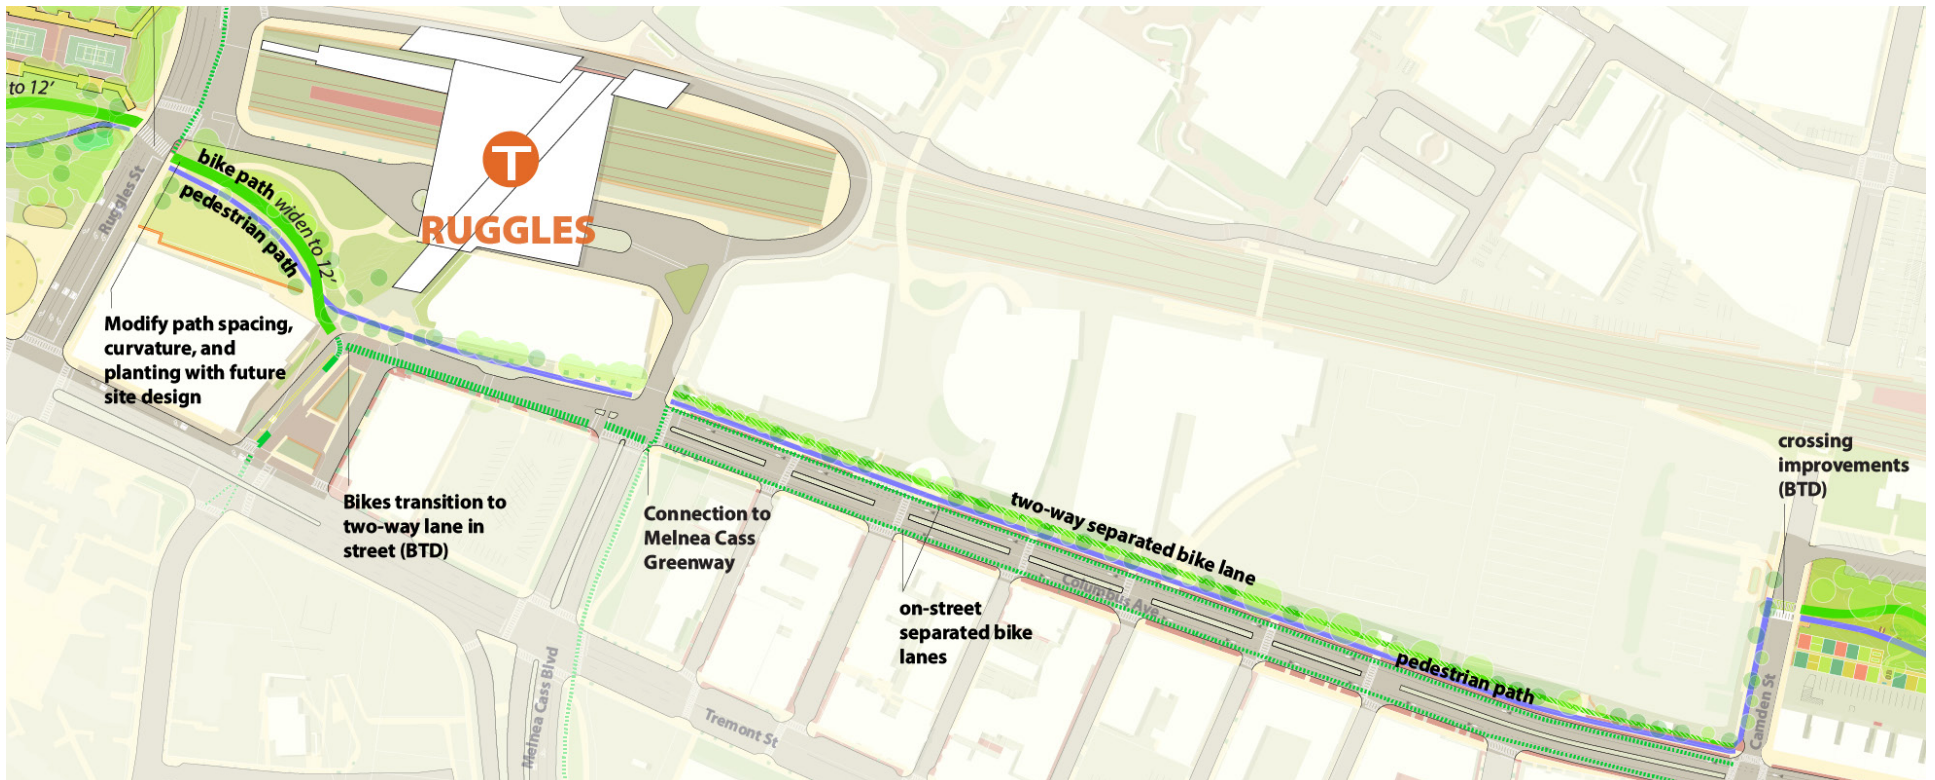 to 12'
Ruggles St
bike path widen to 12'
pedestrian path
T
RUGGLES
Modify path spacing,
curvature, and
planting with future
site design
Bikes transition to
two-way lane in
street (BTD)
Connection to
Melnea Cass
Greenway
on-street
separated bike
lanes
two-way separated bike lane
Columbus Ave
pedestrian path
crossing
improvements
(BTD)
Camden St
Melnea Cass Blvd
Tremont St